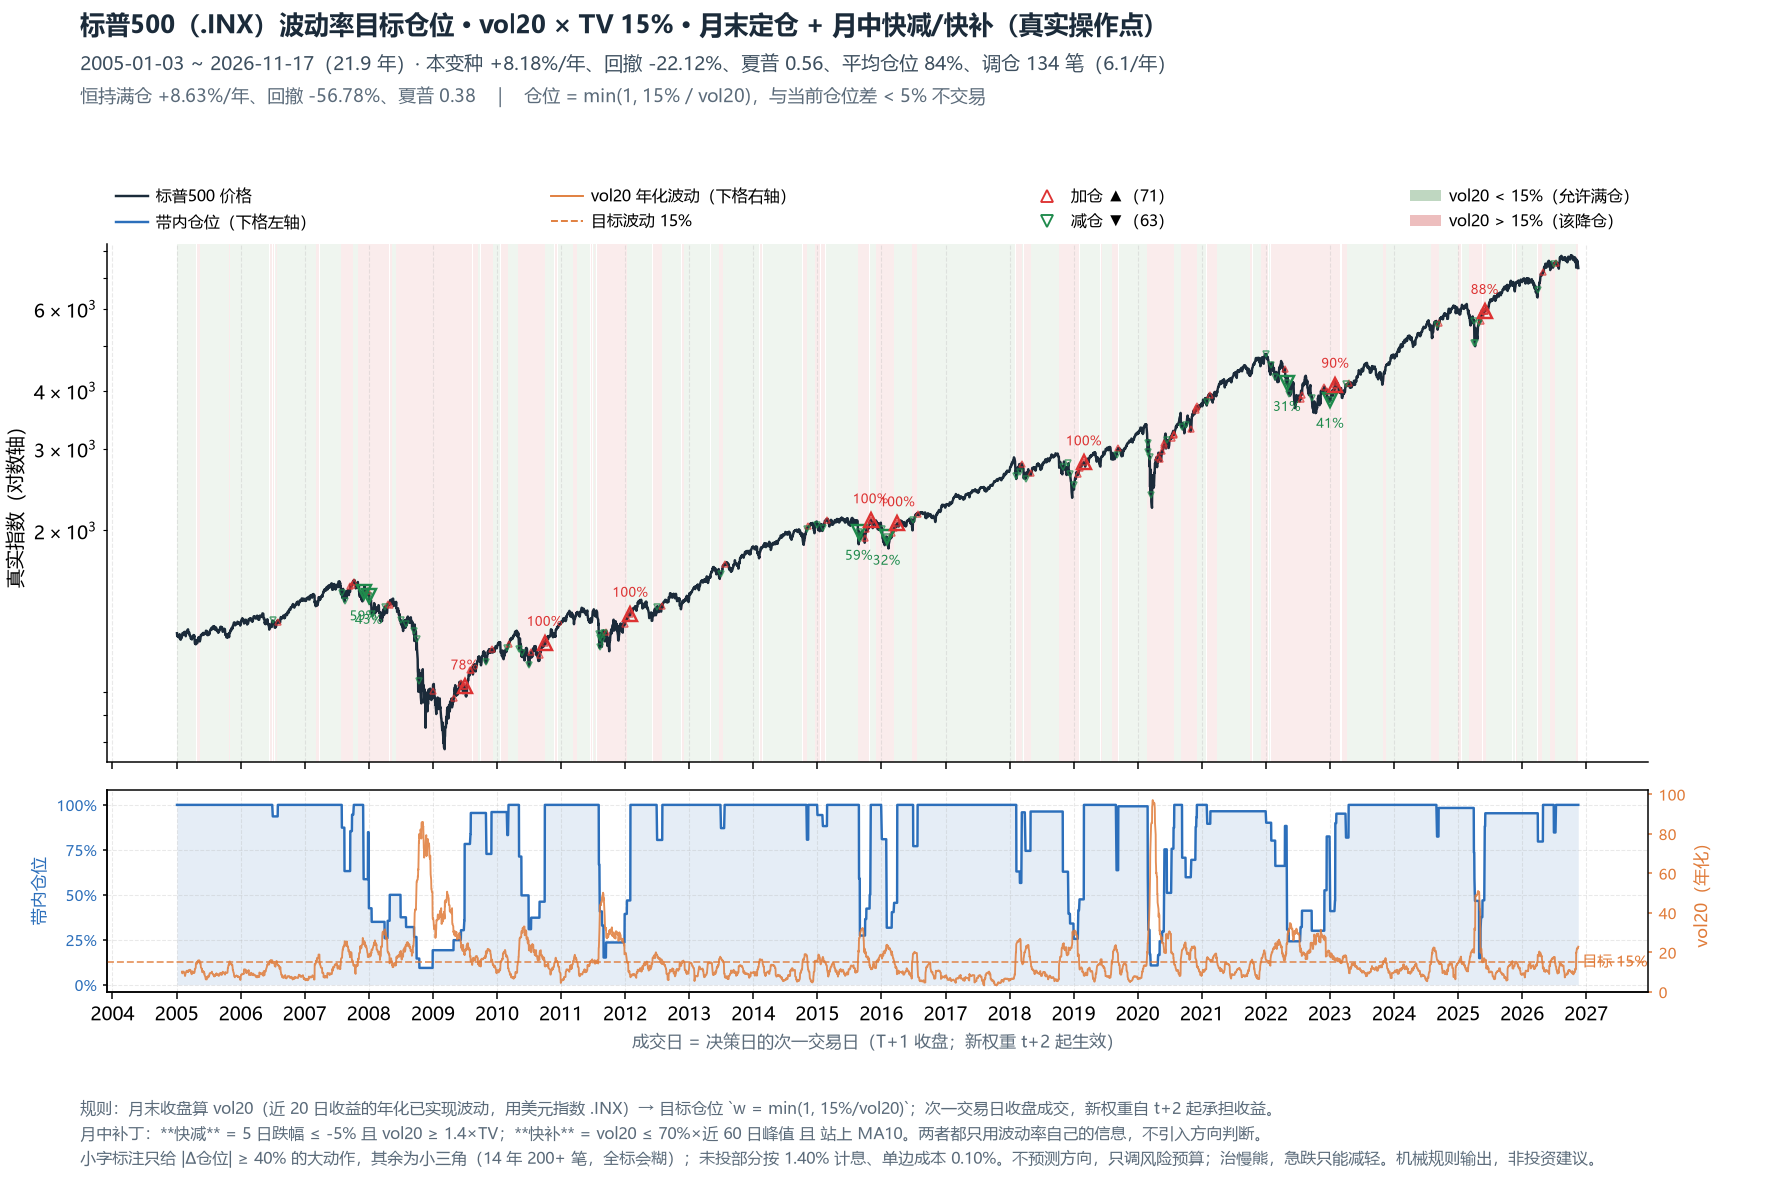 标普500（.INX）波动率目标仓位 • vol20 × TV 15% • 月末定仓 + 月中快减/快补（真实操作点）
2005-01-03 ~ 2026-11-17（21.9 年）· 本变种 +8.18%/年、回撤 -22.12%、夏普 0.56、平均仓位 84%、调仓 134 笔（6.1/年）
恒持满仓 +8.63%/年、回撤 -56.78%、夏普 0.38 | 仓位 = min(1, 15% / vol20)，与当前仓位差 < 5% 不交易
标普500 价格
带内仓位（下格左轴）
vol20 年化波动（下格右轴）
目标波动 15%
加仓 ▲（71）
减仓 ▼（63）
vol20 < 15%（允许满仓）
vol20 > 15%（该降仓）
真实指数（对数轴）
6 × 10³
4 × 10³
3 × 10³
2 × 10³
59%
43%
78%
100%
100%
59%
100%
32%
100%
100%
31%
90%
41%
88%
带内仓位
100%
75%
50%
25%
0%
vol20 (年化)
100
80
60
40
20
0
目标 15%
2004 2005 2006 2007 2008 2009 2010 2011 2012 2013 2014 2015 2016 2017 2018 2019 2020 2021 2022 2023 2024 2025 2026 2027
成交日 = 决策日的次一交易日（T+1 收盘；新权重 t+2 起生效）
规则：月末收盘算 vol20（近 20 日收益的年化已实现波动，用美元指数 .INX）→ 目标仓位 `w = min(1, 15%/vol20)`；次一交易日收盘成交，新权重自 t+2 起承担收益。
月中补丁：**快减** = 5 日跌幅 ≤ -5% 且 vol20 ≥ 1.4×TV；**快补** = vol20 ≤ 70%×近 60 日峰值 且 站上 MA10。两者都只用波动率自己的信息，不引入方向判断。
小字标注只给 |Δ仓位| ≥ 40% 的大动作，其余为小三角（14 年 200+ 笔，全标会糊）；未投部分按 1.40% 计息、单边成本 0.10%。不预测方向，只调风险预算；治慢熊，急跌只能减轻。机械规则输出，非投资建议。